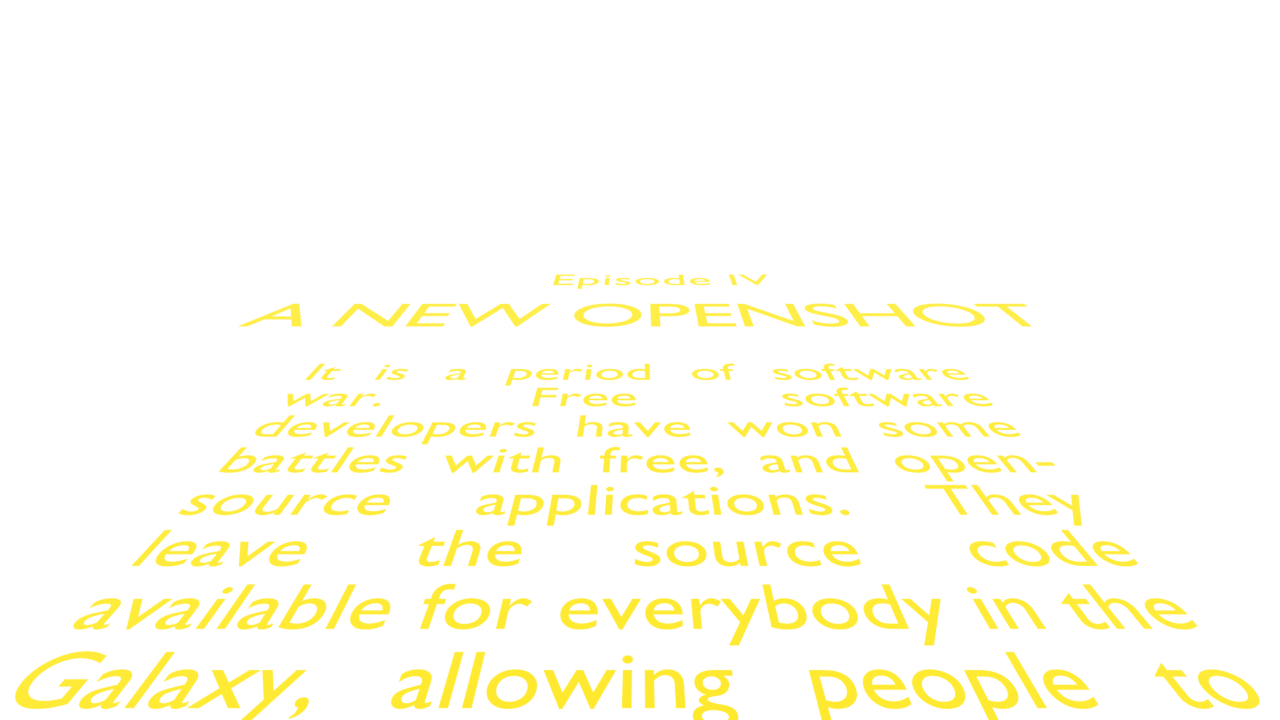 Episode IV
A NEW OPENSHOT
It is a period of software
war. Free software
developers have won some
battles with free, and open-
source applications. They
leave the source code
available for everybody in the
Galaxy, allowing people to